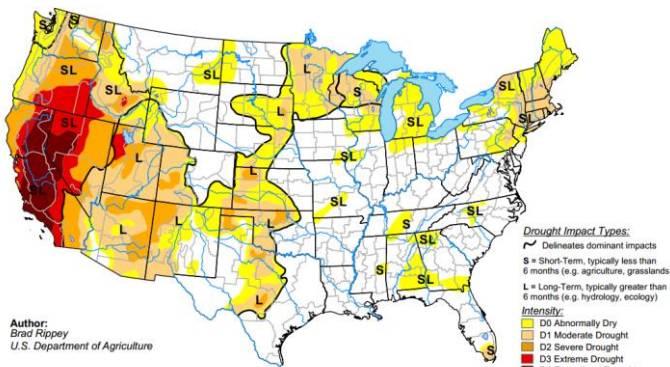 S
S
L
SL
SL
SL
SL
S
L
SL
SL
SL
SL
L
SL
SL
SL
L
L
L
S
SL
S
SL
L
S
Drought Impact Types:
Delineates dominant impacts
S = Short-Term, typically less than
6 months (e.g. agriculture, grasslands
L = Long-Term, typically greater than
6 months (e.g. hydrology, ecology)
Intensity:
D0 Abnormally Dry
D1 Moderate Drought
D2 Severe Drought
D3 Extreme Drought
Author:
Brad Rippey
U.S. Department of Agriculture